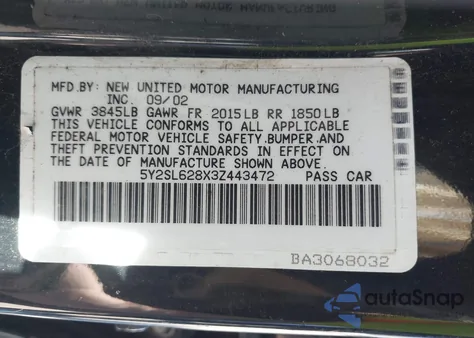 MFD.BY: NEW UNITED MOTOR MANUFACTURING
INC. 09/02
GVWR 3845LB GAWR FR 2015LB RR 1850LB
THIS VEHICLE CONFORMS TO ALL APPLICABLE
FEDERAL MOTOR VEHICLE SAFETY,BUMPER,AND
THEFT PREVENTION STANDARDS IN EFFECT ON
THE DATE OF MANUFACTURE SHOWN ABOVE.
5Y2SL628X3Z443472 PASS CAR
BA3068032
autoSnap